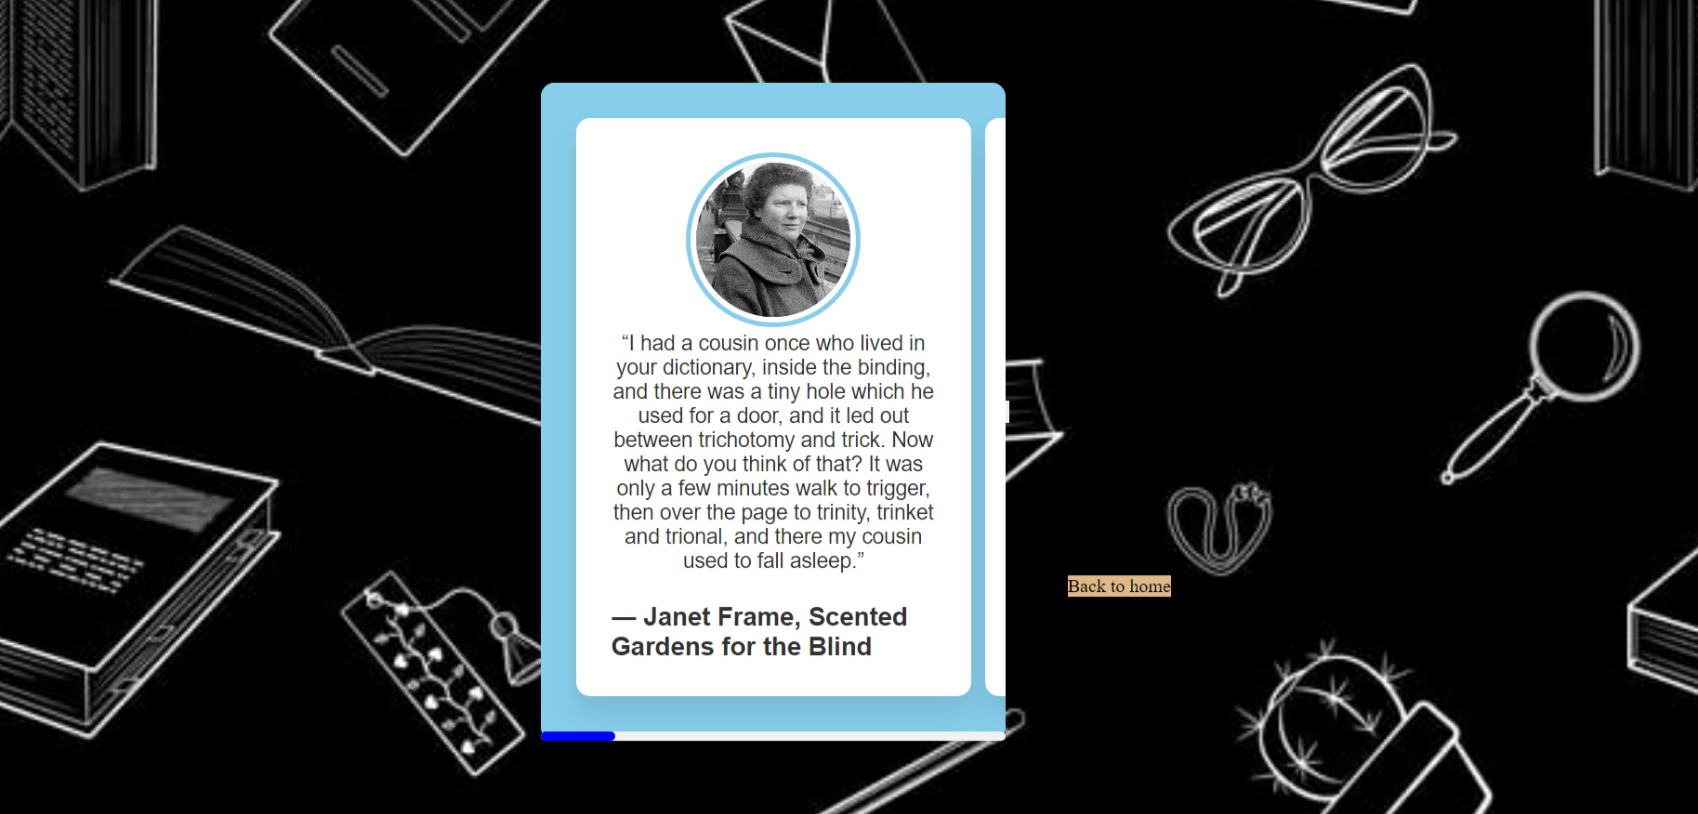 “I had a cousin once who lived in
your dictionary, inside the binding,
and there was a tiny hole which he
used for a door, and it led out
between trichotomy and trick. Now
what do you think of that? It was
only a few minutes walk to trigger,
then over the page to trinity, trinket
and trional, and there my cousin
used to fall asleep.”
— Janet Frame, Scented
Gardens for the Blind
Back to home